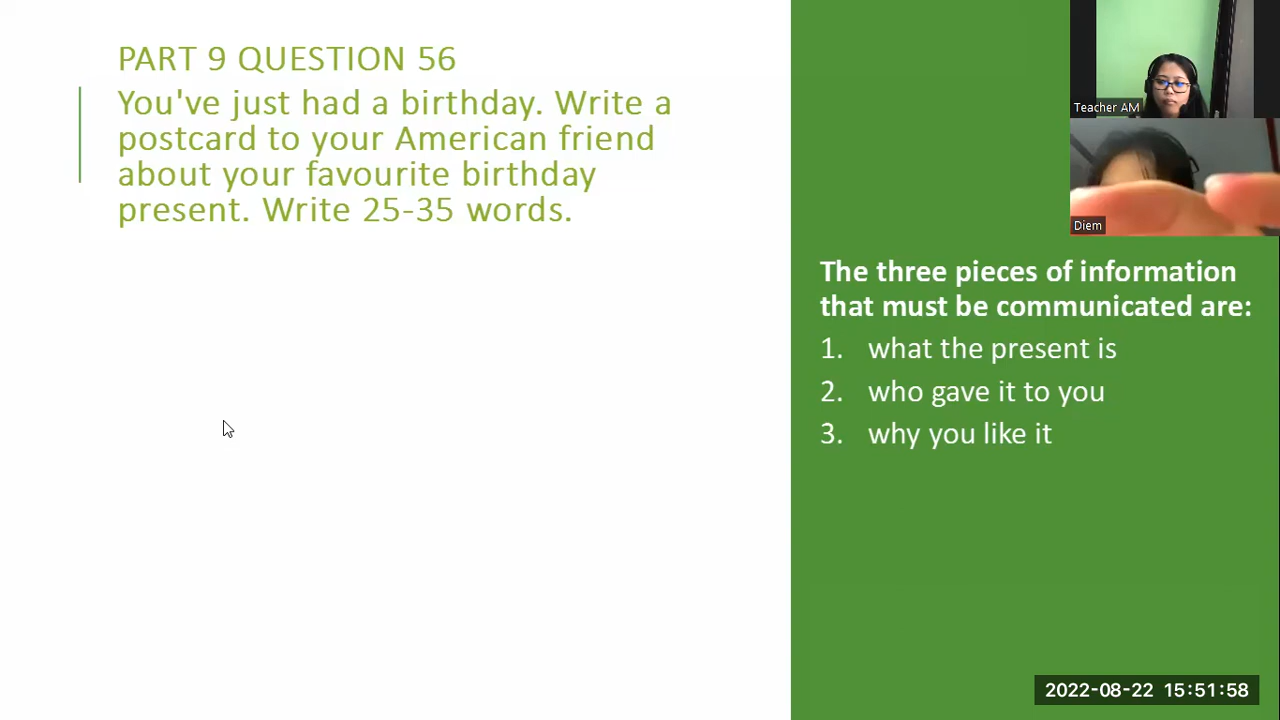 PART 9 QUESTION 56
You've just had a birthday. Write a
postcard to your American friend
about your favourite birthday
present. Write 25-35 words.
Teacher AM
Diem
The three pieces of information
that must be communicated are:
1. what the present is
2. who gave it to you
3. why you like it
2022-08-22 15:51:58